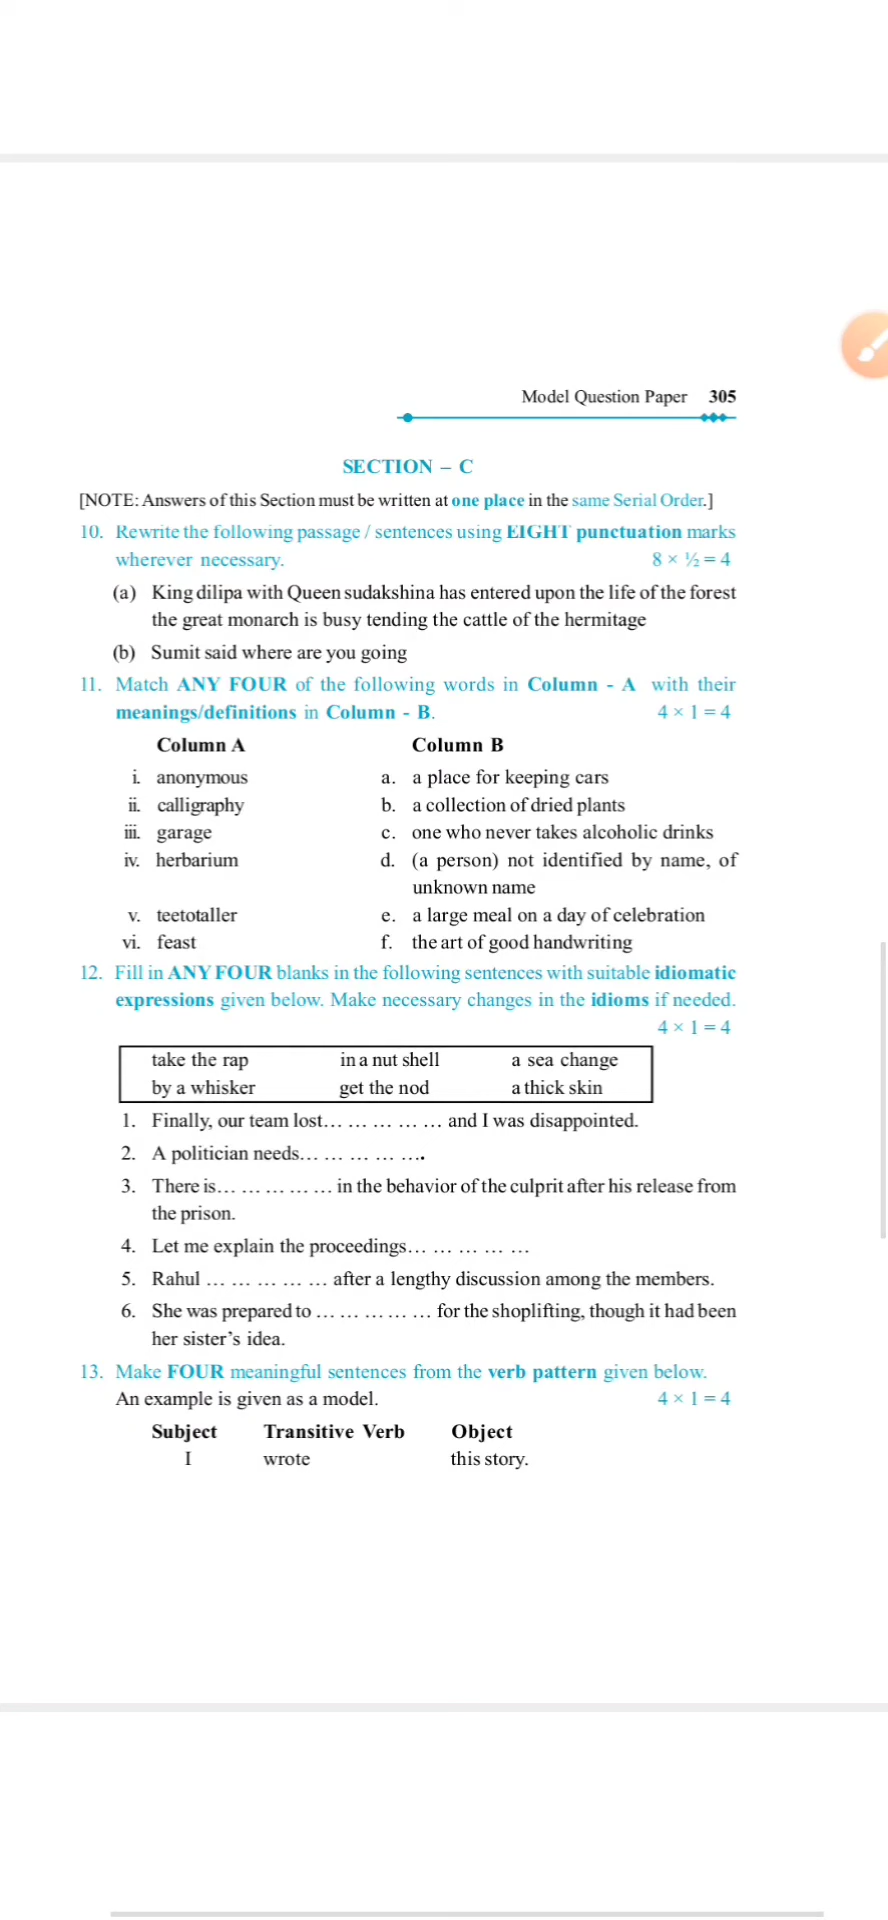 Model Question Paper 305
SECTION – C
[NOTE: Answers of this Section must be written at one place in the same Serial Order.]
10. Rewrite the following passage / sentences using EIGHT punctuation marks
wherever necessary. 8 × ½ = 4
(a) King dilipa with Queen sudakshina has entered upon the life of the forest
the great monarch is busy tending the cattle of the hermitage
(b) Sumit said where are you going
11. Match ANY FOUR of the following words in Column - A with their
meanings/definitions in Column - B. 4 × 1 = 4
Column A Column B
i. anonymous a. a place for keeping cars
ii. calligraphy b. a collection of dried plants
iii. garage c. one who never takes alcoholic drinks
iv. herbarium d. (a person) not identified by name, of
unknown name
v. teetotaller e. a large meal on a day of celebration
vi. feast f. the art of good handwriting
12. Fill in ANY FOUR blanks in the following sentences with suitable idiomatic
expressions given below. Make necessary changes in the idioms if needed.
4 × 1 = 4
take the rap in a nut shell a sea change
by a whisker get the nod a thick skin
1. Finally, our team lost… … … … … and I was disappointed.
2. A politician needs… … … … ….
3. There is… … … … … in the behavior of the culprit after his release from
the prison.
4. Let me explain the proceedings… … … … …
5. Rahul … … … … … after a lengthy discussion among the members.
6. She was prepared to … … … … … for the shoplifting, though it had been
her sister’s idea.
13. Make FOUR meaningful sentences from the verb pattern given below.
An example is given as a model. 4 × 1 = 4
Subject Transitive Verb Object
I wrote this story.